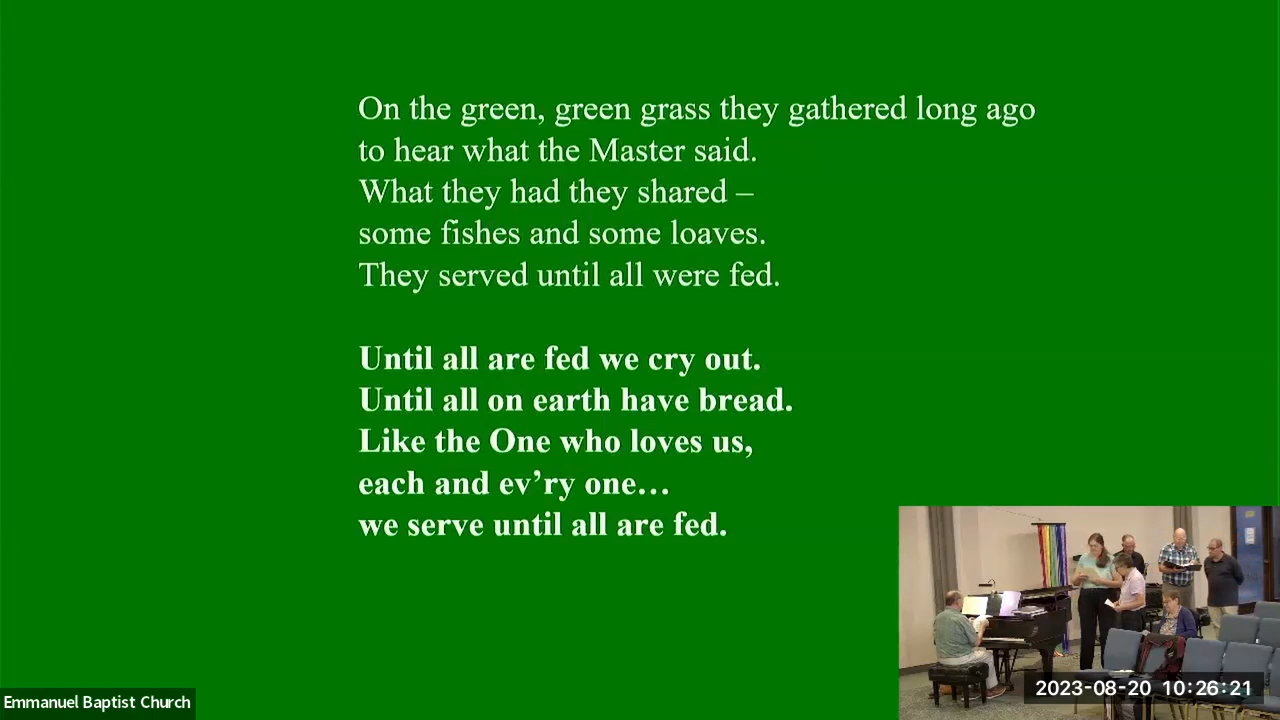 On the green, green grass they gathered long ago
to hear what the Master said.
What they had they shared –
some fishes and some loaves.
They served until all were fed.
Until all are fed we cry out.
Until all on earth have bread.
Like the One who loves us,
each and ev’ry one…
we serve until all are fed.
Emmanuel Baptist Church
2023-08-20 10:26:21